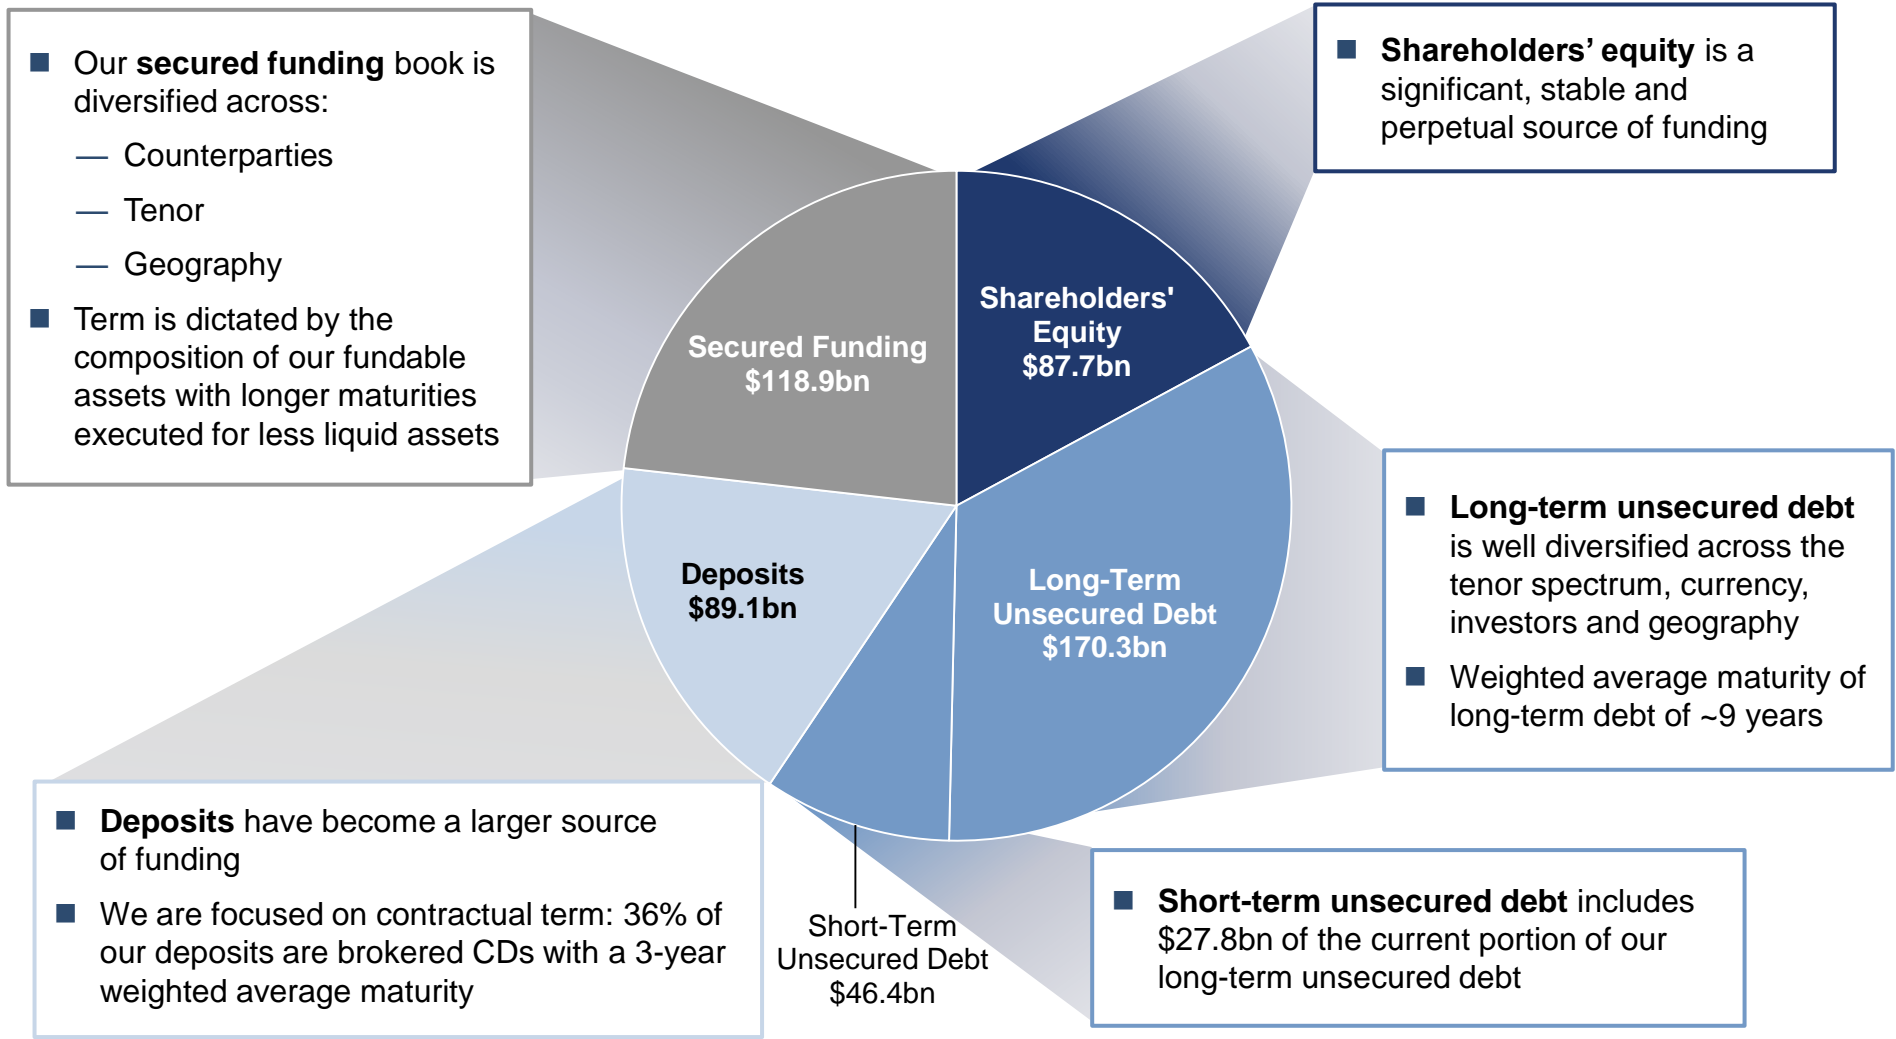 ■ Our secured funding book is
diversified across:
— Counterparties
— Tenor
— Geography
■ Term is dictated by the
composition of our fundable
assets with longer maturities
executed for less liquid assets
■ Shareholders’ equity is a
significant, stable and
perpetual source of funding
Secured Funding
$118.9bn
Shareholders'
Equity
$87.7bn
Deposits
$89.1bn
Long-Term
Unsecured Debt
$170.3bn
■ Long-term unsecured debt
is well diversified across the
tenor spectrum, currency,
investors and geography
■ Weighted average maturity of
long-term debt of ~9 years
■ Deposits have become a larger source
of funding
■ We are focused on contractual term: 36% of
our deposits are brokered CDs with a 3-year
weighted average maturity
Short-Term
Unsecured Debt
$46.4bn
■ Short-term unsecured debt includes
$27.8bn of the current portion of our
long-term unsecured debt